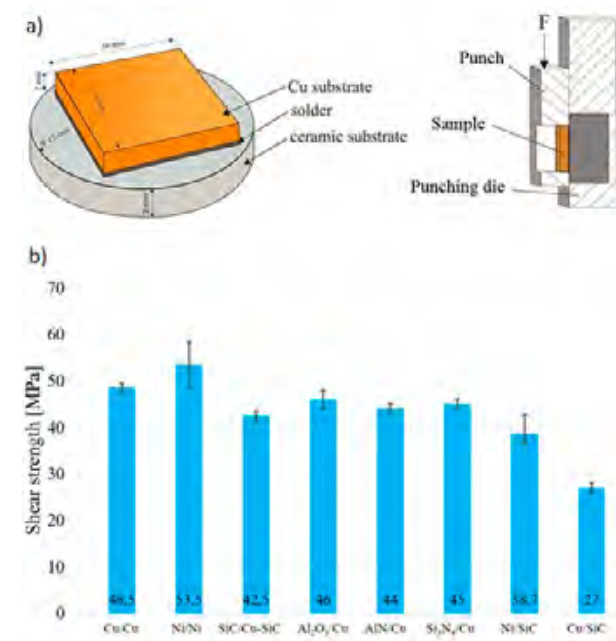 a)
F
Punch
Cu substrate
solder
Sample
ceramic substrate
Punching die
b)
Shear strength [MPa]
70
60
50
40
30
20
10
0
48,5 53,5 42,5 46 44 45 38,7 27
Cu/Cu Ni/Ni SiC/Cu-SiC Al₂O₃/Cu AlN/Cu Si₃N₄/Cu Ni/SiC Cu/SiC